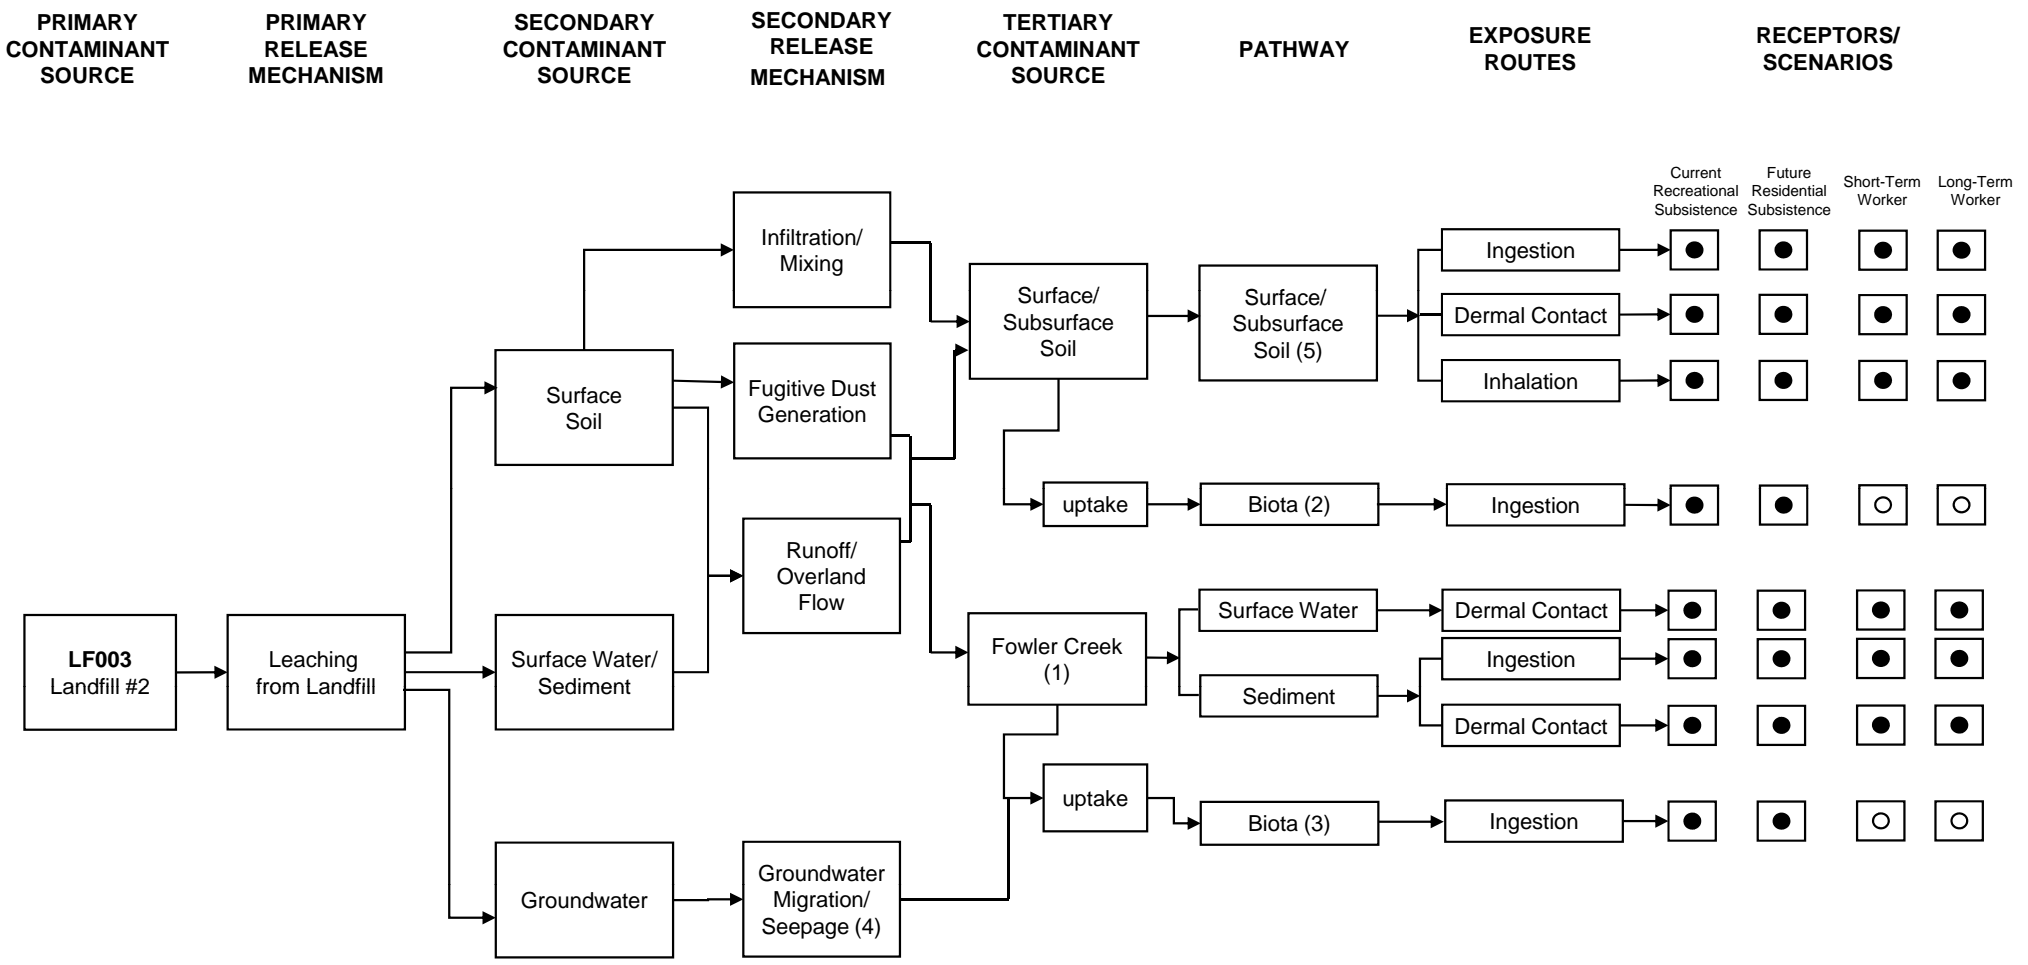 PRIMARY
CONTAMINANT
SOURCE
PRIMARY
RELEASE
MECHANISM
SECONDARY
CONTAMINANT
SOURCE
SECONDARY
RELEASE
MECHANISM
TERTIARY
CONTAMINANT
SOURCE
PATHWAY
EXPOSURE
ROUTES
RECEPTORS/
SCENARIOS
Current
Recreational
Subsistence
Future
Residential
Subsistence
Short-Term
Worker
Long-Term
Worker
LF003
Landfill #2
Leaching
from Landfill
Surface
Soil
Surface Water/
Sediment
Groundwater
Infiltration/
Mixing
Fugitive Dust
Generation
Runoff/
Overland
Flow
Groundwater
Migration/
Seepage (4)
Surface/
Subsurface
Soil
uptake
Fowler Creek
(1)
uptake
Surface/
Subsurface
Soil (5)
Biota (2)
Surface Water
Sediment
Biota (3)
Ingestion
Dermal Contact
Inhalation
Ingestion
Dermal Contact
Ingestion
Dermal Contact
Ingestion